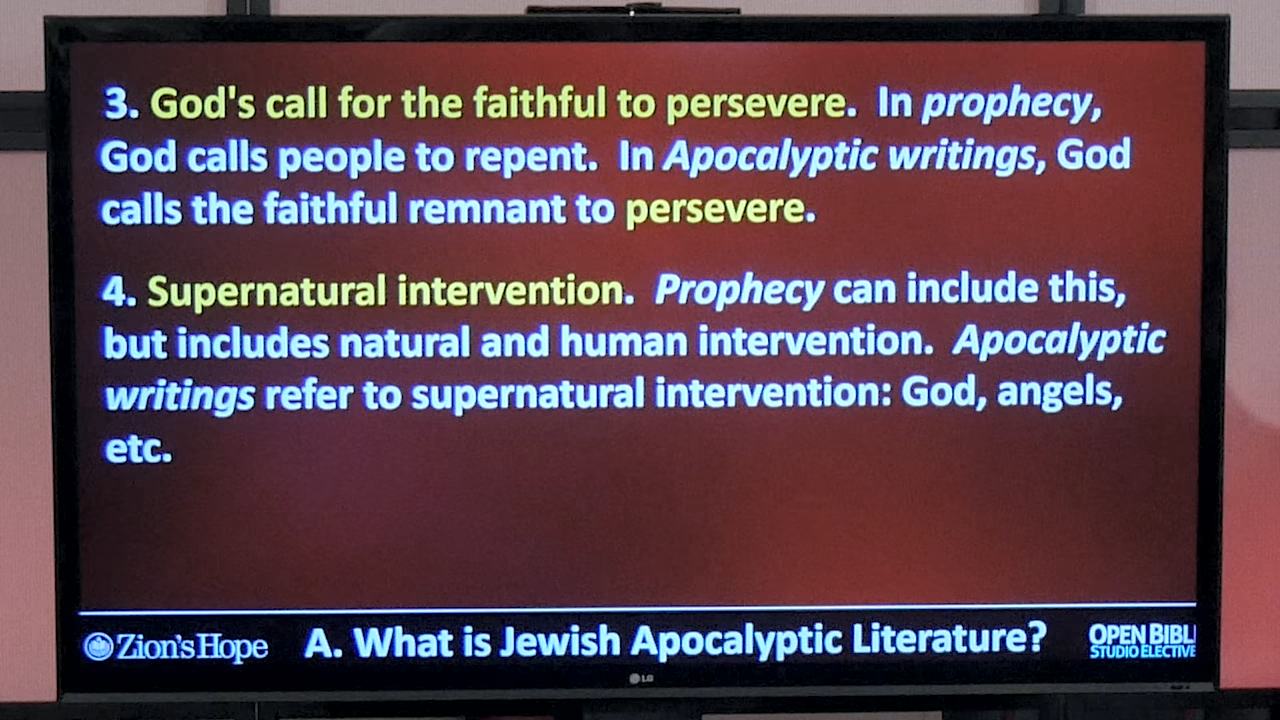 3. God's call for the faithful to persevere. In prophecy,
God calls people to repent. In Apocalyptic writings, God
calls the faithful remnant to persevere.
4. Supernatural intervention. Prophecy can include this,
but includes natural and human intervention. Apocalyptic
writings refer to supernatural intervention: God, angels,
etc.
Zion's Hope
A. What is Jewish Apocalyptic Literature?
OPEN BIBL
STUDIO ELECTIVE
LG